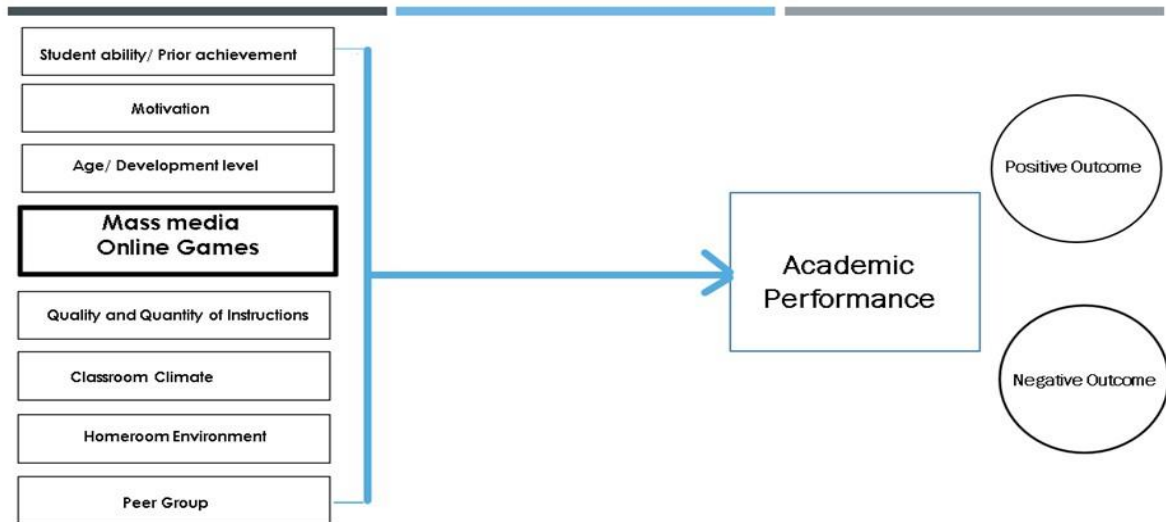 Student ability/ Prior achievement
Motivation
Age/ Development level
Mass media
Online Games
Quality and Quantity of Instructions
Classroom Climate
Homeroom Environment
Peer Group
Academic
Performance
Positive Outcome
Negative Outcome